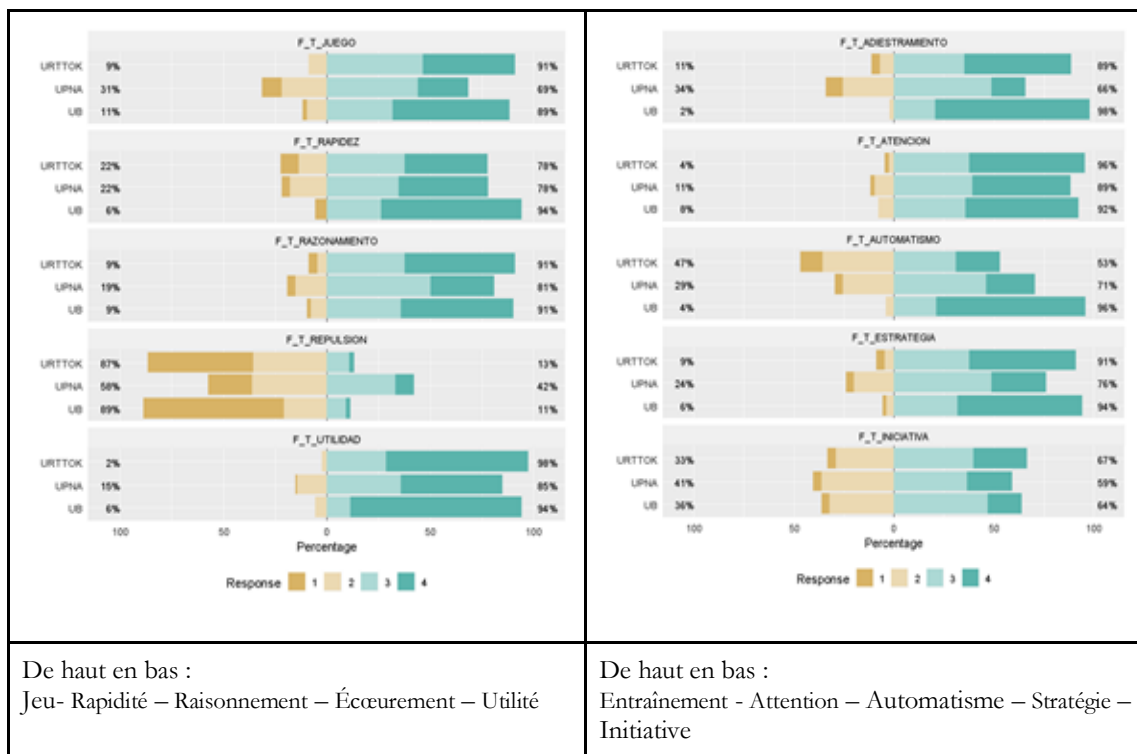 F_T_JUEGO
URTTOK 9% 91%
UPNA 31% 69%
UB 11% 89%
F_T_RAPIDEZ
URTTOK 22% 78%
UPNA 22% 78%
UB 6% 94%
F_T_RAZONAMIENTO
URTTOK 9% 91%
UPNA 19% 81%
UB 9% 91%
F_T_REPULSION
URTTOK 87% 13%
UPNA 58% 42%
UB 89% 11%
F_T_UTILIDAD
URTTOK 2% 98%
UPNA 15% 85%
UB 6% 94%
100 50 0 50 100
Percentage
Response 1 2 3 4
F_T_ADIESTRAMIENTO
URTTOK 11% 89%
UPNA 34% 66%
UB 2% 98%
F_T_ATENCION
URTTOK 4% 96%
UPNA 11% 89%
UB 8% 92%
F_T_AUTOMATISMO
URTTOK 47% 53%
UPNA 29% 71%
UB 4% 96%
F_T_ESTRATEGIA
URTTOK 9% 91%
UPNA 24% 76%
UB 6% 94%
F_T_INICIATIVA
URTTOK 33% 67%
UPNA 41% 59%
UB 36% 64%
100 50 0 50 100
Percentage
Response 1 2 3 4
De haut en bas :
Jeu- Rapidité – Raisonnement – Écœurement – Utilité
De haut en bas :
Entraînement - Attention – Automatisme – Stratégie –
Initiative